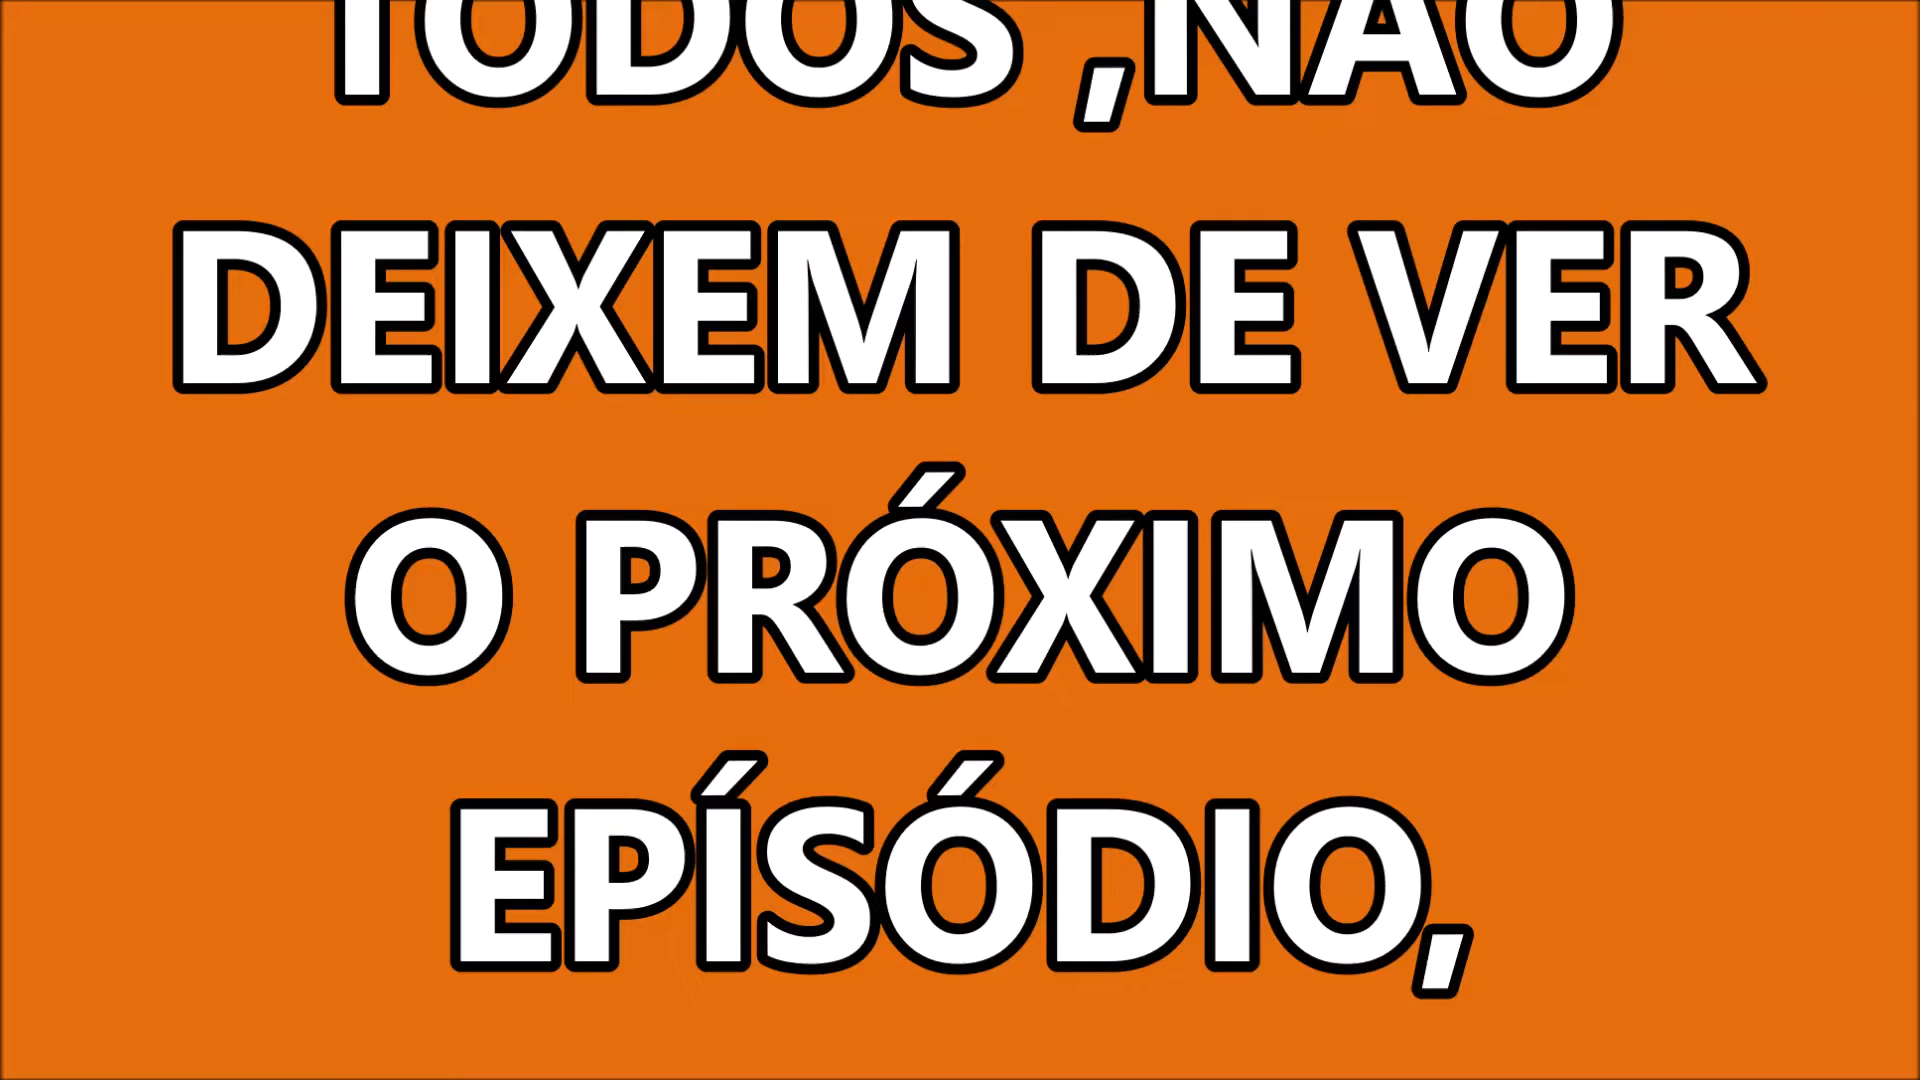 TODOS ,NÃO
DEIXEM DE VER
O PRÓXIMO
EPÍSÓDIO,